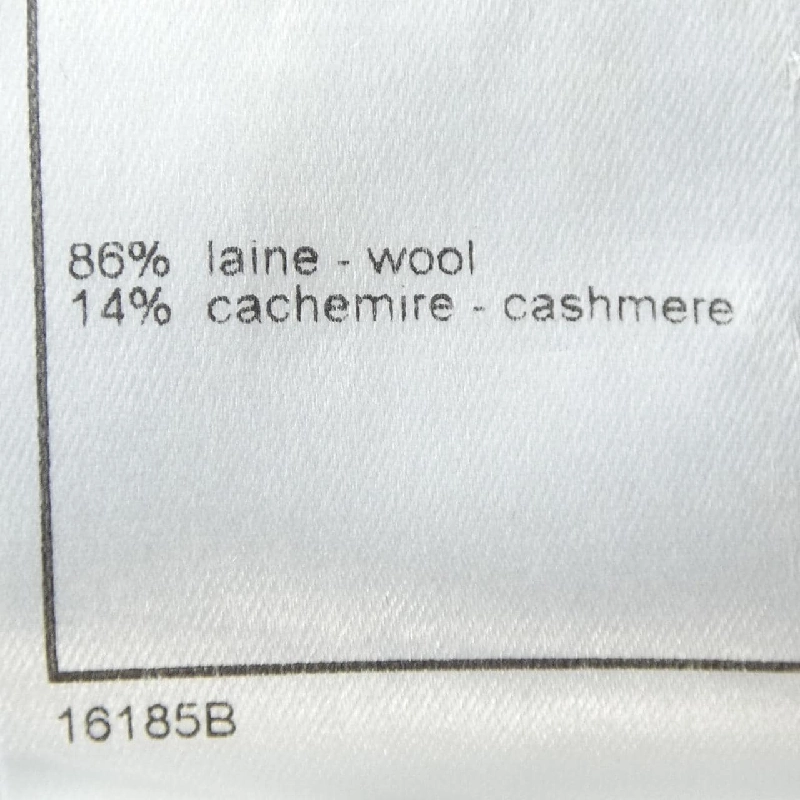 86% laine - wool
14% cachemire - cashmere
16185B